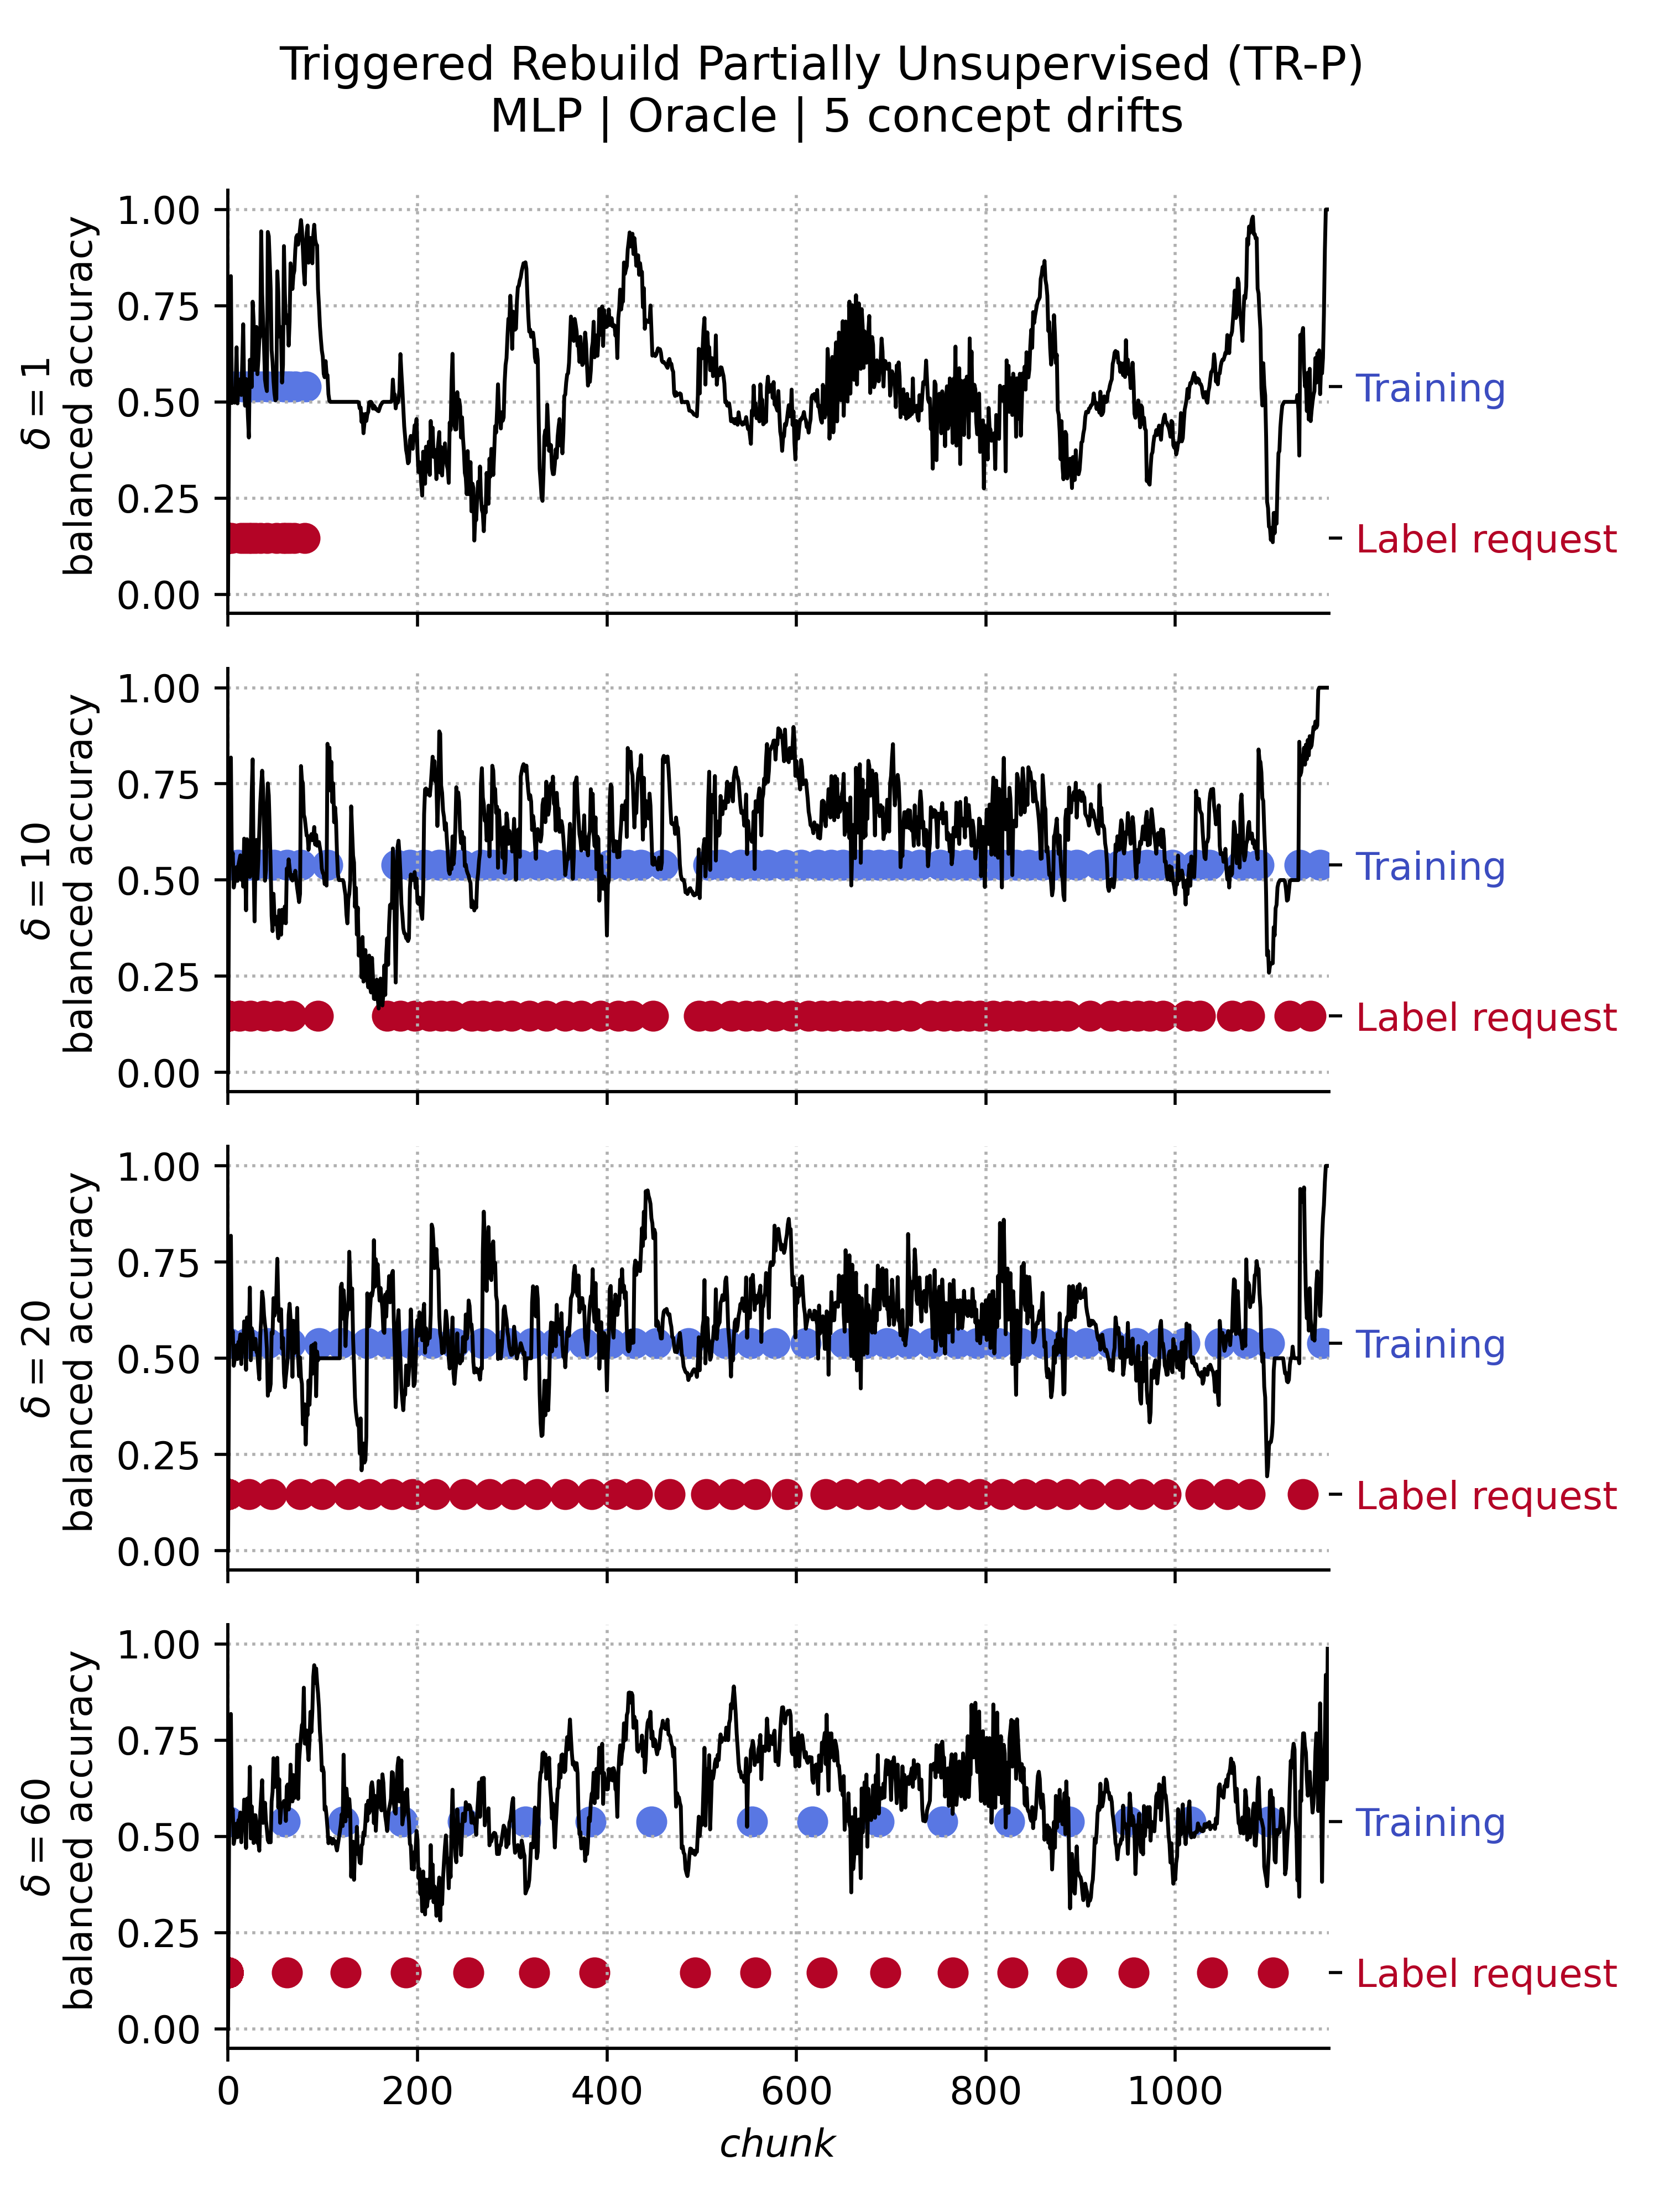 Triggered Rebuild Partially Unsupervised (TR-P)
MLP | Oracle | 5 concept drifts
δ = 1
balanced accuracy
1.00
0.75
0.50
0.25
0.00
Training
Label request
δ = 10
balanced accuracy
1.00
0.75
0.50
0.25
0.00
Training
Label request
δ = 20
balanced accuracy
1.00
0.75
0.50
0.25
0.00
Training
Label request
δ = 60
balanced accuracy
1.00
0.75
0.50
0.25
0.00
Training
Label request
0 200 400 600 800 1000
chunk